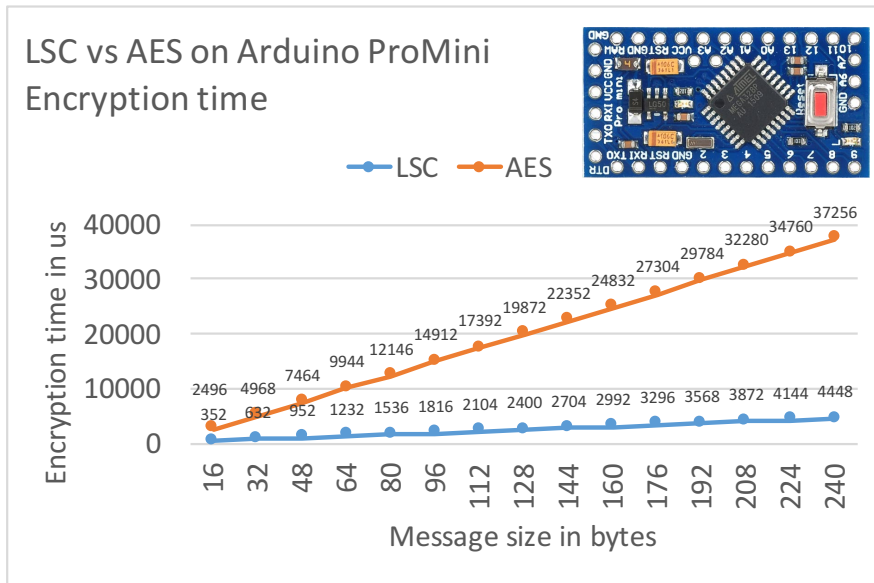 LSC vs AES on Arduino ProMini
Encryption time
GND
RAW GND RST VCC A3 A2 A1 A0 13 12 11 10
TXO RXI VCC GND
Pro mini
ATMEL
Reset
GND A6 A7
DTR
TXO RXI RST GND 2 3 4 5 6 7 8 9
LSC AES
Encryption time in us
40000
30000
20000
10000
0
2496 4968 7464 9944 12146 14912 17392 19872 22352 24832 27304 29784 32280 34760 37256
352 632 952 1232 1536 1816 2104 2400 2704 2992 3296 3568 3872 4144 4448
16 32 48 64 80 96 112 128 144 160 176 192 208 224 240
Message size in bytes